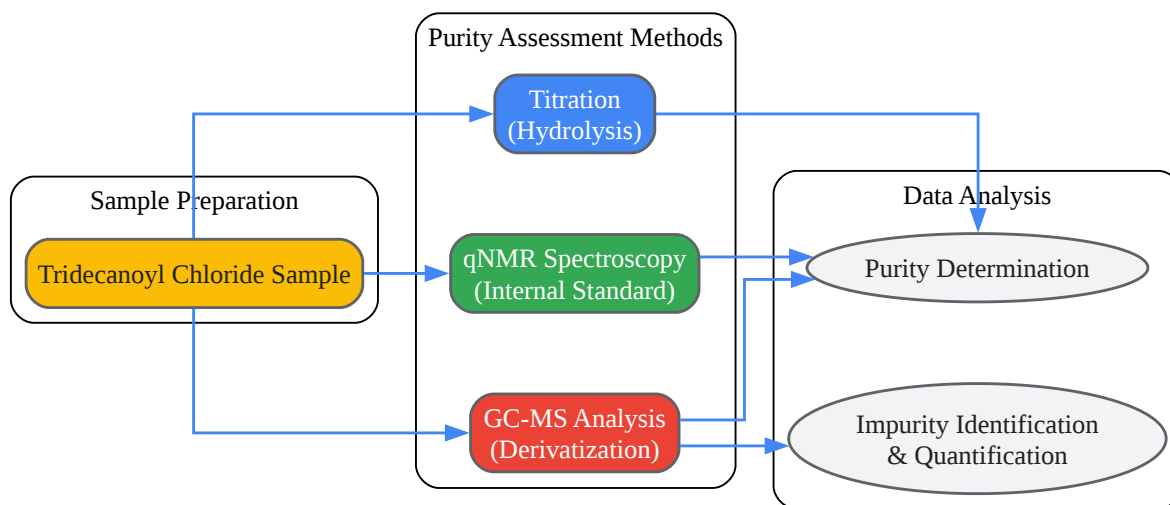 Purity Assessment Methods
Titration
(Hydrolysis)
Sample Preparation
Data Analysis
Tridecanoyl Chloride Sample
qNMR Spectroscopy
(Internal Standard)
Purity Determination
GC-MS Analysis
(Derivatization)
Impurity Identification
& Quantification